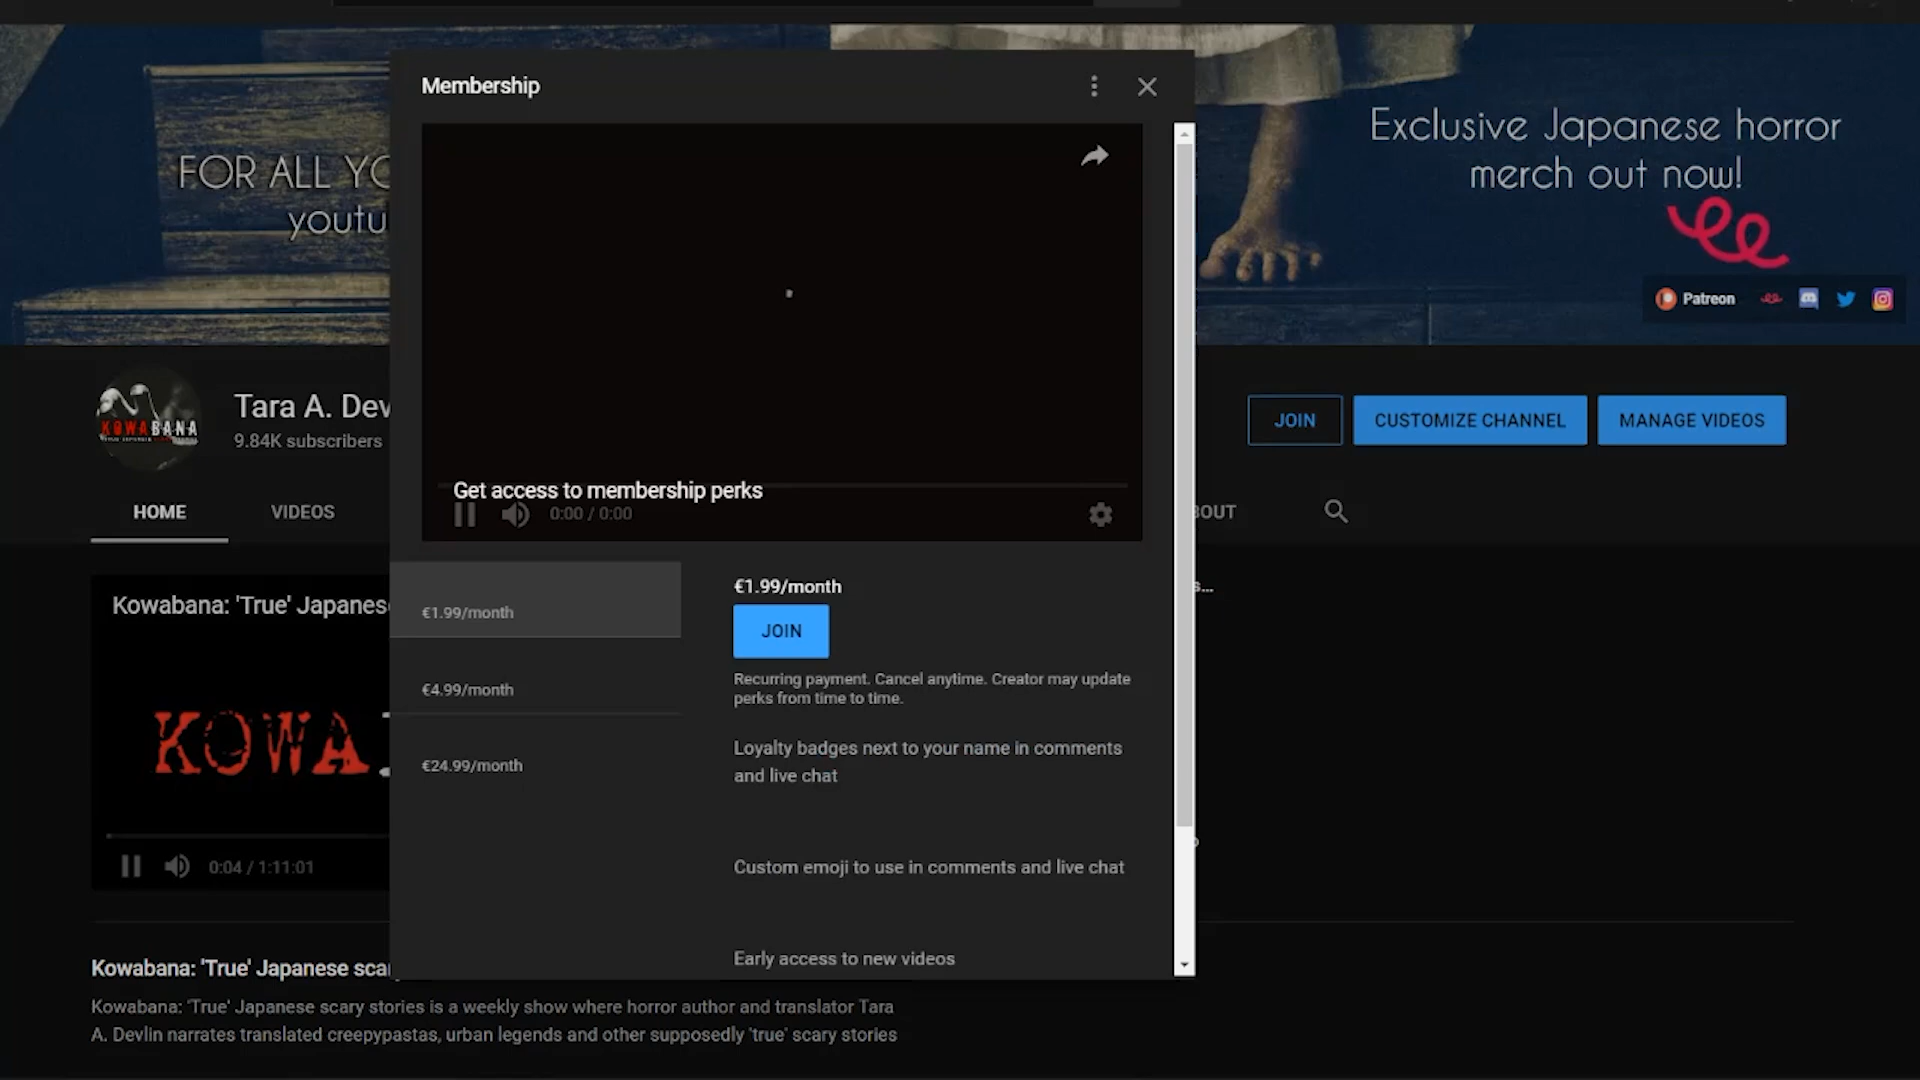 FOR ALL YO
youtu
Exclusive Japanese horror
merch out now!
Patreon
Membership
Get access to membership perks
0:00 / 0:00
KOWABANA
Tara A. Dev
9.84K subscribers
JOIN
CUSTOMIZE CHANNEL
MANAGE VIDEOS
HOME
VIDEOS
BOUT
€1.99/month
€4.99/month
€24.99/month
€1.99/month
JOIN
Recurring payment. Cancel anytime. Creator may update
perks from time to time.
Loyalty badges next to your name in comments
and live chat
Custom emoji to use in comments and live chat
Early access to new videos
s...
Kowabana: 'True' Japanes
KOWA
0:04 / 1:11:01
Kowabana: 'True' Japanese sca
Kowabana: 'True' Japanese scary stories is a weekly show where horror author and translator Tara
A. Devlin narrates translated creepypastas, urban legends and other supposedly 'true' scary stories